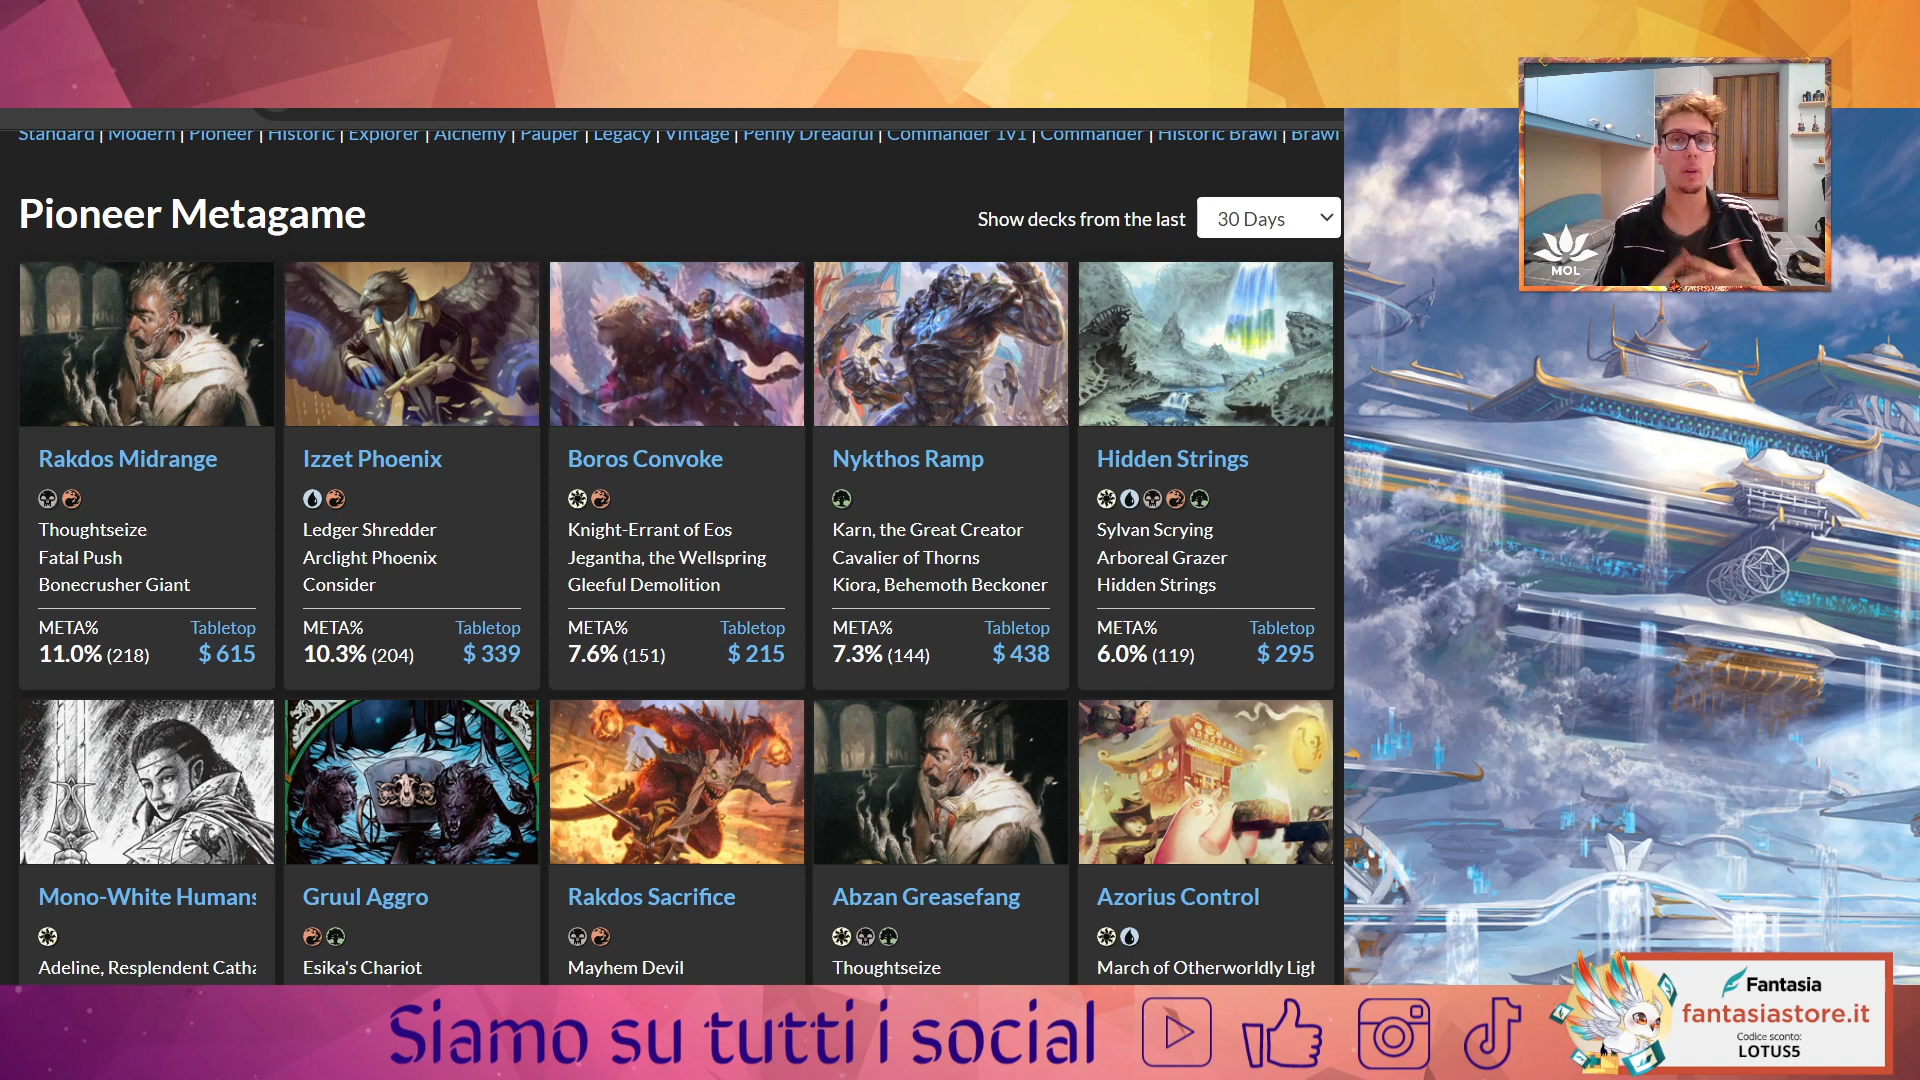 Standard | Modern | Pioneer | Historic | Explorer | Alchemy | Pauper | Legacy | Vintage | Penny Dreadful | Commander 1v1 | Commander | Historic Brawl | Brawl
Pioneer Metagame
Show decks from the last 30 Days
MOL
Rakdos Midrange
Thoughtseize
Fatal Push
Bonecrusher Giant
META% Tabletop
11.0% (218) $ 615
Izzet Phoenix
Ledger Shredder
Arclight Phoenix
Consider
META% Tabletop
10.3% (204) $ 339
Boros Convoke
Knight-Errant of Eos
Jegantha, the Wellspring
Gleeful Demolition
META% Tabletop
7.6% (151) $ 215
Nykthos Ramp
Karn, the Great Creator
Cavalier of Thorns
Kiora, Behemoth Beckoner
META% Tabletop
7.3% (144) $ 438
Hidden Strings
Sylvan Scrying
Arboreal Grazer
Hidden Strings
META% Tabletop
6.0% (119) $ 295
Mono-White Humans
Adeline, Resplendent Catha
Gruul Aggro
Esika's Chariot
Rakdos Sacrifice
Mayhem Devil
Abzan Greasefang
Thoughtseize
Azorius Control
March of Otherworldly Ligh
Siamo su tutti i social
Fantasia
fantasiastore.it
Codice sconto:
LOTUS5